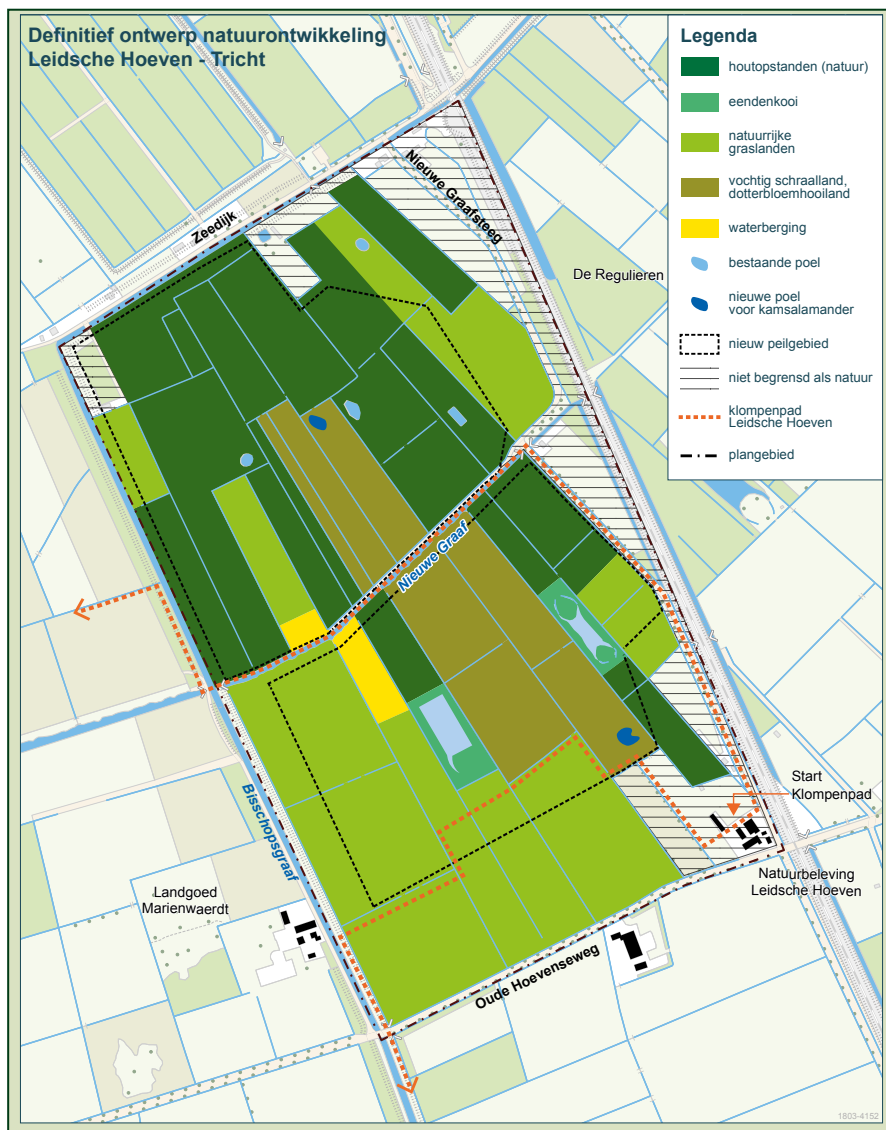 Definitief ontwerp natuurontwikkeling
Leidsche Hoeven - Tricht
Legenda
houtopstanden (natuur)
eendenkooi
natuurrijke
graslanden
vochtig schraalland,
dotterbloemhooiland
waterberging
bestaande poel
nieuwe poel
voor kamsalamander
nieuw peilgebied
niet begrensd als natuur
klompenpad
Leidsche Hoeven
plangebied
Zeedijk
Nieuwe Graafsteeg
De Regulieren
Nieuwe Graaf
Bisschopsgraaf
Start
Klompenpad
Natuurbeleving
Leidsche Hoeven
Landgoed
Marienwaerdt
Oude Hoevenseweg
1803-4152